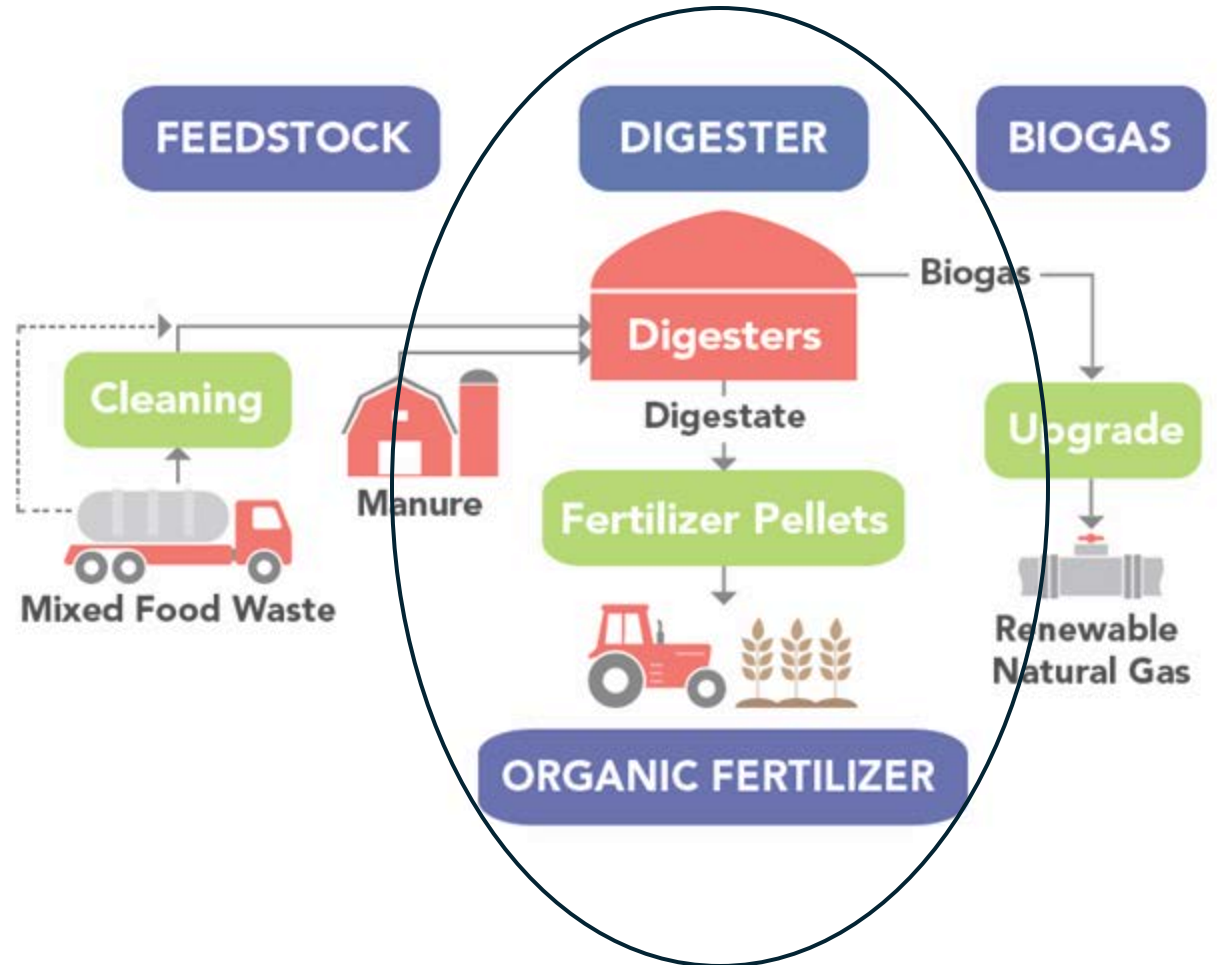 FEEDSTOCK
DIGESTER
BIOGAS
Biogas
Digesters
Cleaning
Digestate
Upgrade
Manure
Fertilizer Pellets
Mixed Food Waste
Renewable
Natural Gas
ORGANIC FERTILIZER